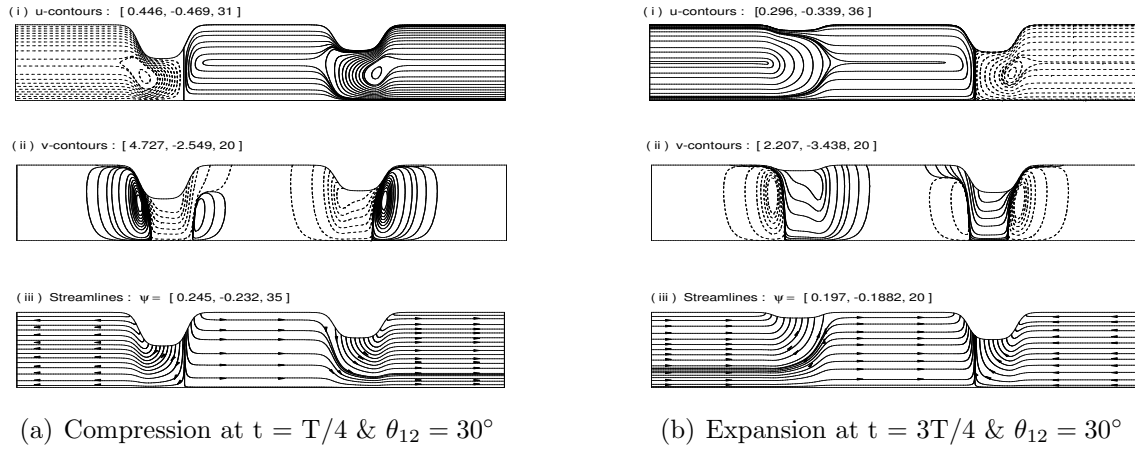 ( i ) u-contours : [ 0.446, -0.469, 31 ]
( ii ) v-contours : [ 4.727, -2.549, 20 ]
( iii ) Streamlines : ψ = [ 0.245, -0.232, 35 ]
(a) Compression at t = T/4 & θ₁₂ = 30°
( i ) u-contours : [0.296, -0.339, 36 ]
( ii ) v-contours : [ 2.207, -3.438, 20 ]
(iii ) Streamlines : ψ = [ 0.197, -0.1882, 20 ]
(b) Expansion at t = 3T/4 & θ₁₂ = 30°